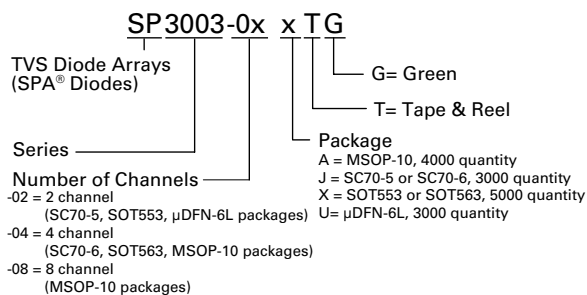 SP 3003 -0x x T G
TVS Diode Arrays
(SPA® Diodes)
G= Green
T= Tape & Reel
Series
Package
A = MSOP-10, 4000 quantity
J = SC70-5 or SC70-6, 3000 quantity
X = SOT553 or SOT563, 5000 quantity
U= µDFN-6L, 3000 quantity
Number of Channels
-02 = 2 channel
(SC70-5, SOT553, µDFN-6L packages)
-04 = 4 channel
(SC70-6, SOT563, MSOP-10 packages)
-08 = 8 channel
(MSOP-10 packages)